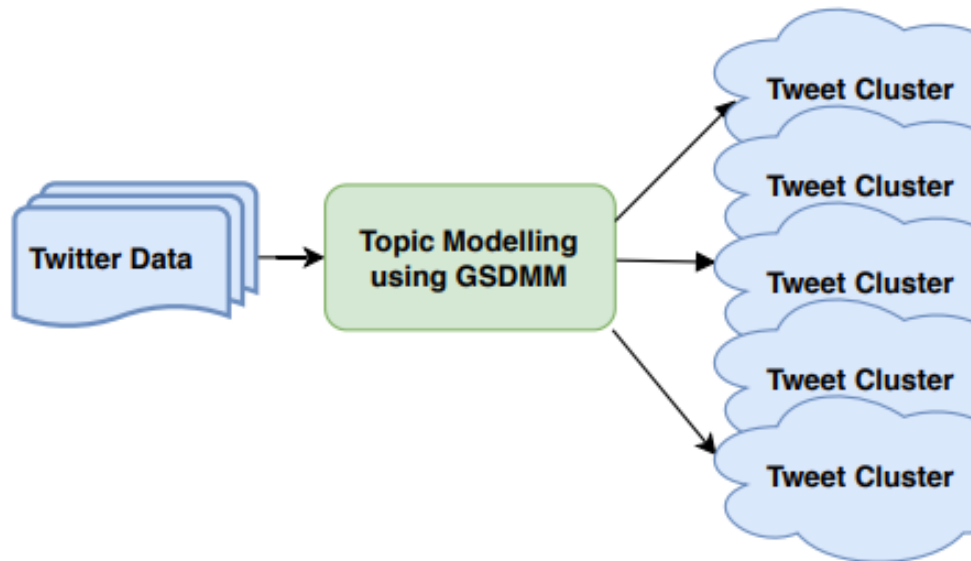 Twitter Data
Topic Modelling
using GSDMM
Tweet Cluster
Tweet Cluster
Tweet Cluster
Tweet Cluster
Tweet Cluster